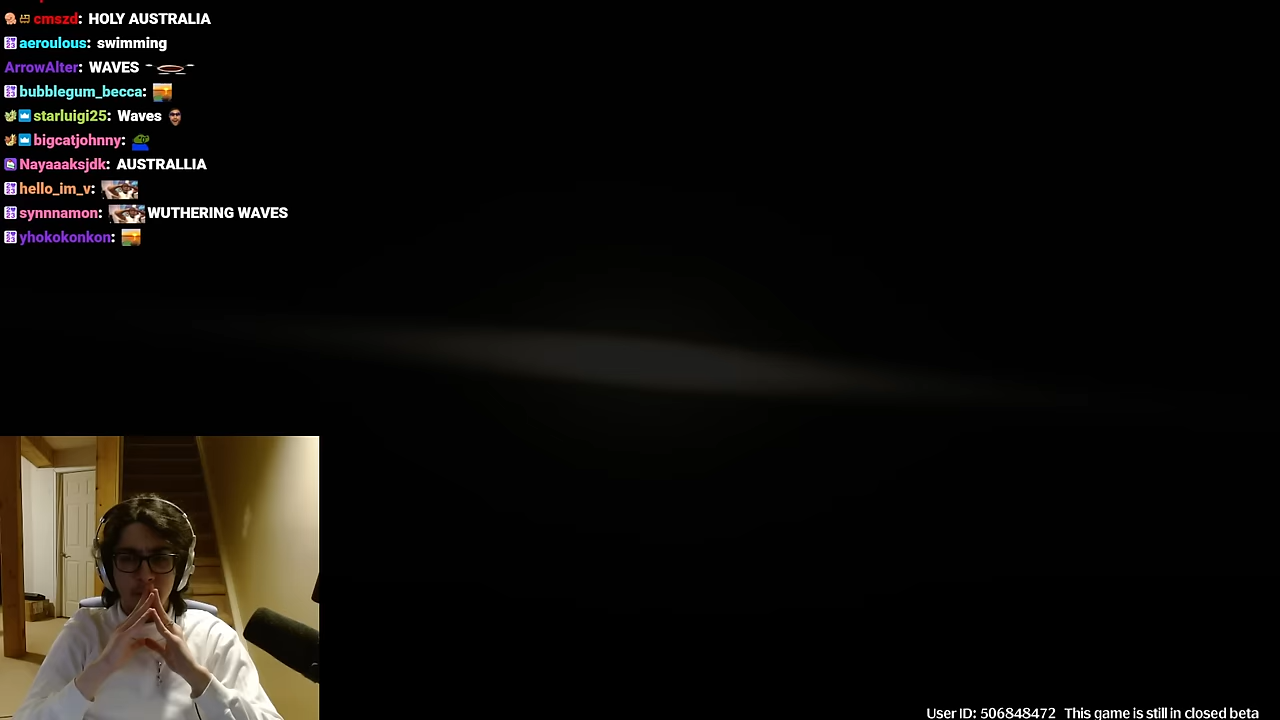 cmszd: HOLY AUSTRALIA
aeroulous: swimming
ArrowAlter: WAVES
bubblegum_becca:
starluigi25: Waves
bigcatjohnny:
Nayaaaksjdk: AUSTRALLIA
hello_im_v:
synnnamon: WUTHERING WAVES
yhokokonkon:
User ID: 506848472 This game is still in closed beta